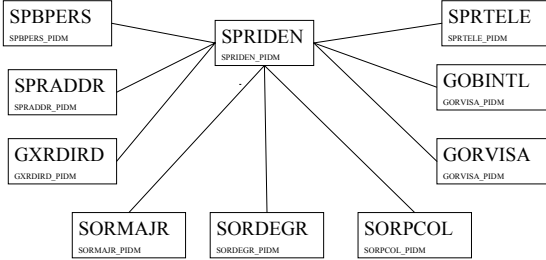 SPBPERS
SPBPERS_PIDM
SPRIDEN
SPRIDEN_PIDM
SPRTELE
SPRTELE_PIDM
SPRADDR
SPRADDR_PIDM
GOBINTL
GORVISA_PIDM
GXRDIRD
GXRDIRD_PIDM
GORVISA
GORVISA_PIDM
SORMAJR
SORMAJR_PIDM
SORDEGR
SORDEGR_PIDM
SORPCOL
SORPCOL_PIDM